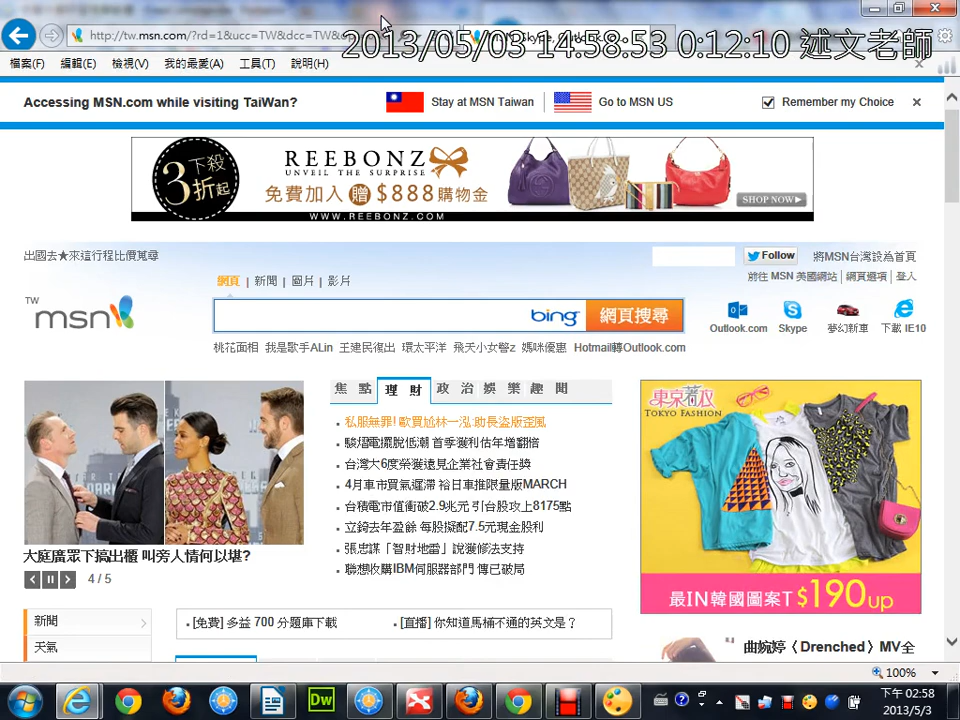 http://tw.msn.com/?rd=1&ucc=TW&dcc=TW&
2013/05/03 14:58:53 0:12:10 述文老師
檔案(F) 編輯(E) 檢視(V) 我的最愛(A) 工具(T) 說明(H)
Accessing MSN.com while visiting TaiWan?
Stay at MSN Taiwan
Go to MSN US
Remember my Choice
下殺
3折起
REEBONZ
UNVEIL THE SURPRISE
免費加入 贈 $888 購物金
SHOP NOW
WWW.REEBONZ.COM
出國去★來這行程比價篤尋
Follow
將MSN台灣設為首頁
前往 MSN 美國網站 | 網頁選項 | 登入
網頁 | 新聞 | 圖片 | 影片
TW
msn
bing
網頁搜尋
Outlook.com
Skype
夢幻新車
下載 IE10
桃花面相 我是歌手ALin 王建民復出 環太平洋 飛天小女警z 媽咪優惠 Hotmail轉Outlook.com
焦點 理財 政治 娛樂 趣聞
私服無罪! 歐買尬林一泓:助長盜版歪風
駿熠電擺脫低潮 首季獲利估年增翻倍
台灣大6度榮獲遠見企業社會責任獎
4月車市買氣遲滯 裕日車推限量版MARCH
台積電市值衝破2.9兆元 引台股攻上8175點
立錡去年盈餘 每股擬配7.5元現金股利
張忠謀「智財地雷」說獲修法支持
聯想收購IBM伺服器部門 傳已破局
大庭廣眾下搞出櫃 叫旁人情何以堪?
4 / 5
東京著衣
TOKYO FASHION
最IN韓國圖案T $190up
新聞
天氣
[免費] 多益 700 分題庫下載
[直播] 你知道馬桶不通的英文是？
曲婉婷〈Drenched〉MV全
100%
Dw
下午 02:58
2013/5/3